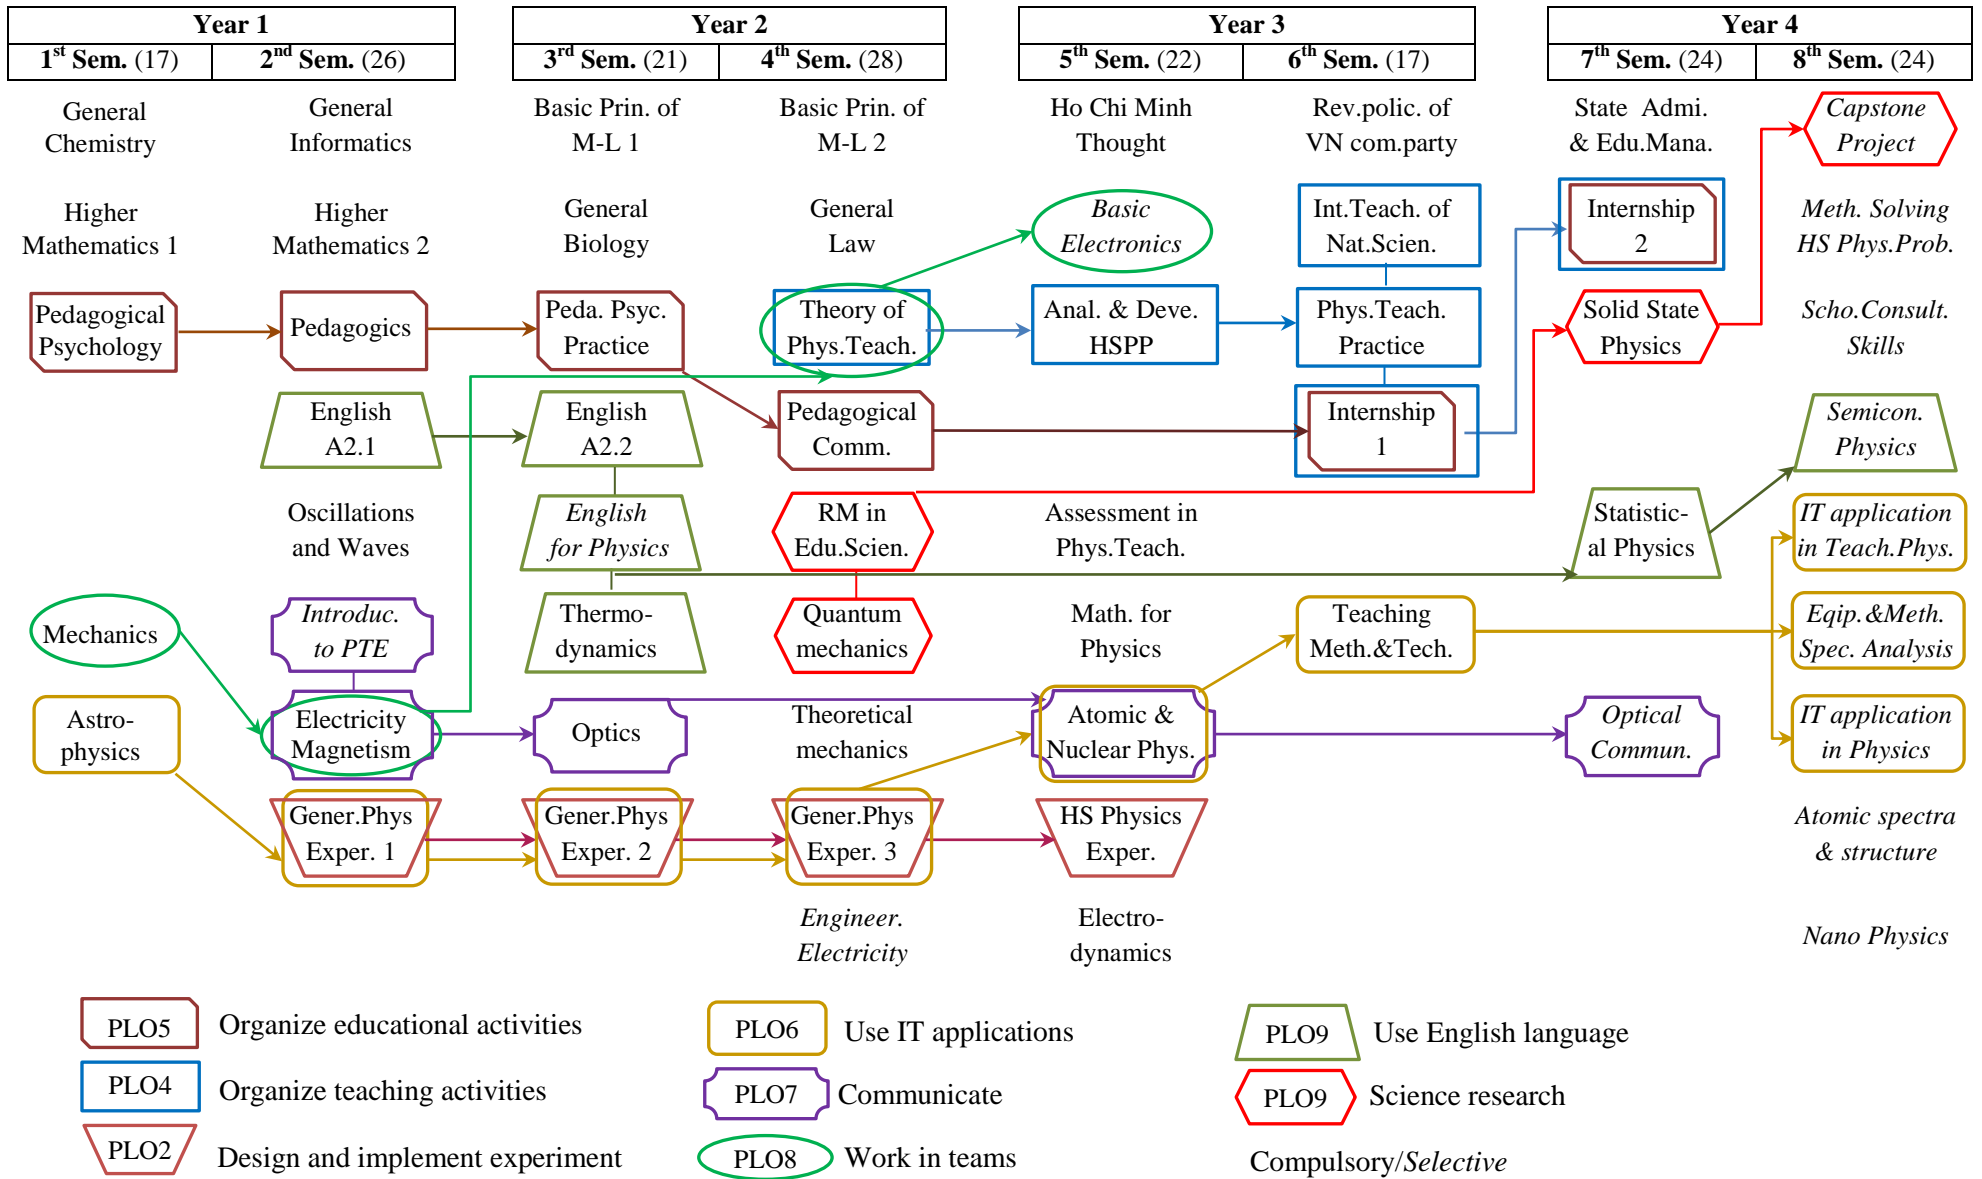 Year 1
Year 2
Year 3
Year 4
1st Sem. (17)
2nd Sem. (26)
3rd Sem. (21)
4th Sem. (28)
5th Sem. (22)
6th Sem. (17)
7th Sem. (24)
8th Sem. (24)
General
Chemistry
General
Informatics
Basic Prin. of
M-L 1
Basic Prin. of
M-L 2
Ho Chi Minh
Thought
Rev.polic. of
VN com.party
State Admi.
& Edu.Mana.
Capstone
Project
Higher
Mathematics 1
Higher
Mathematics 2
General
Biology
General
Law
Basic
Electronics
Int.Teach. of
Nat.Scien.
Internship
2
Meth. Solving
HS Phys.Prob.
Pedagogical
Psychology
Pedagogics
Peda. Psyc.
Practice
Theory of
Phys.Teach.
Anal. & Deve.
HSPP
Phys.Teach.
Practice
Solid State
Physics
Scho.Consult.
Skills
English
A2.1
English
A2.2
Pedagogical
Comm.
Internship
1
Semicon.
Physics
Oscillations
and Waves
English
for Physics
RM in
Edu.Scien.
Assessment in
Phys.Teach.
Statistic-
al Physics
IT application
in Teach.Phys.
Mechanics
Introduc.
to PTE
Thermo-
dynamics
Quantum
mechanics
Math. for
Physics
Teaching
Meth.&Tech.
Eqip.&Meth.
Spec. Analysis
Astro-
physics
Electricity
Magnetism
Optics
Theoretical
mechanics
Atomic &
Nuclear Phys.
Optical
Commun.
IT application
in Physics
Gener.Phys
Exper. 1
Gener.Phys
Exper. 2
Gener.Phys
Exper. 3
HS Physics
Exper.
Atomic spectra
& structure
Engineer.
Electricity
Electro-
dynamics
Nano Physics
PLO5 Organize educational activities
PLO6 Use IT applications
PLO9 Use English language
PLO4 Organize teaching activities
PLO7 Communicate
PLO9 Science research
PLO2 Design and implement experiment
PLO8 Work in teams
Compulsory/Selective